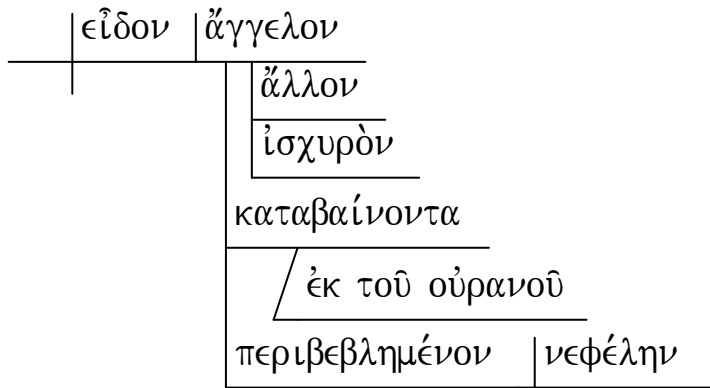 εἶδον ἄγγελον
ἄλλον
ἰσχυρὸν
καταβαίνοντα
ἐκ τοῦ οὐρανοῦ
περιβεβλημένον νεφέλην